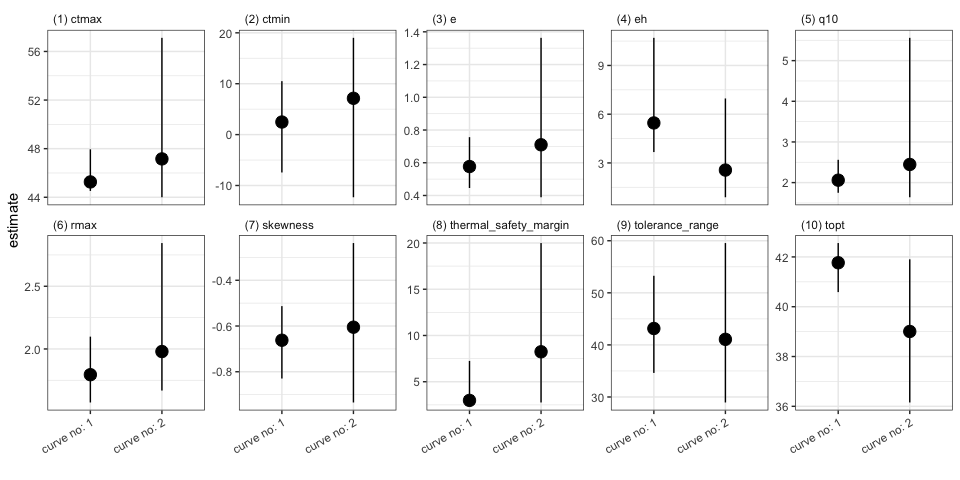 estimate
(1) ctmax
56
52
48
44
(2) ctmin
20
10
0
-10
(3) e
1.4
1.2
1.0
0.8
0.6
0.4
(4) eh
9
6
3
(5) q10
5
4
3
2
(6) rmax
2.5
2.0
curve no: 1
curve no: 2
(7) skewness
-0.4
-0.6
-0.8
curve no: 1
curve no: 2
(8) thermal_safety_margin
20
15
10
5
curve no: 1
curve no: 2
(9) tolerance_range
60
50
40
30
curve no: 1
curve no: 2
(10) topt
42
40
38
36
curve no: 1
curve no: 2